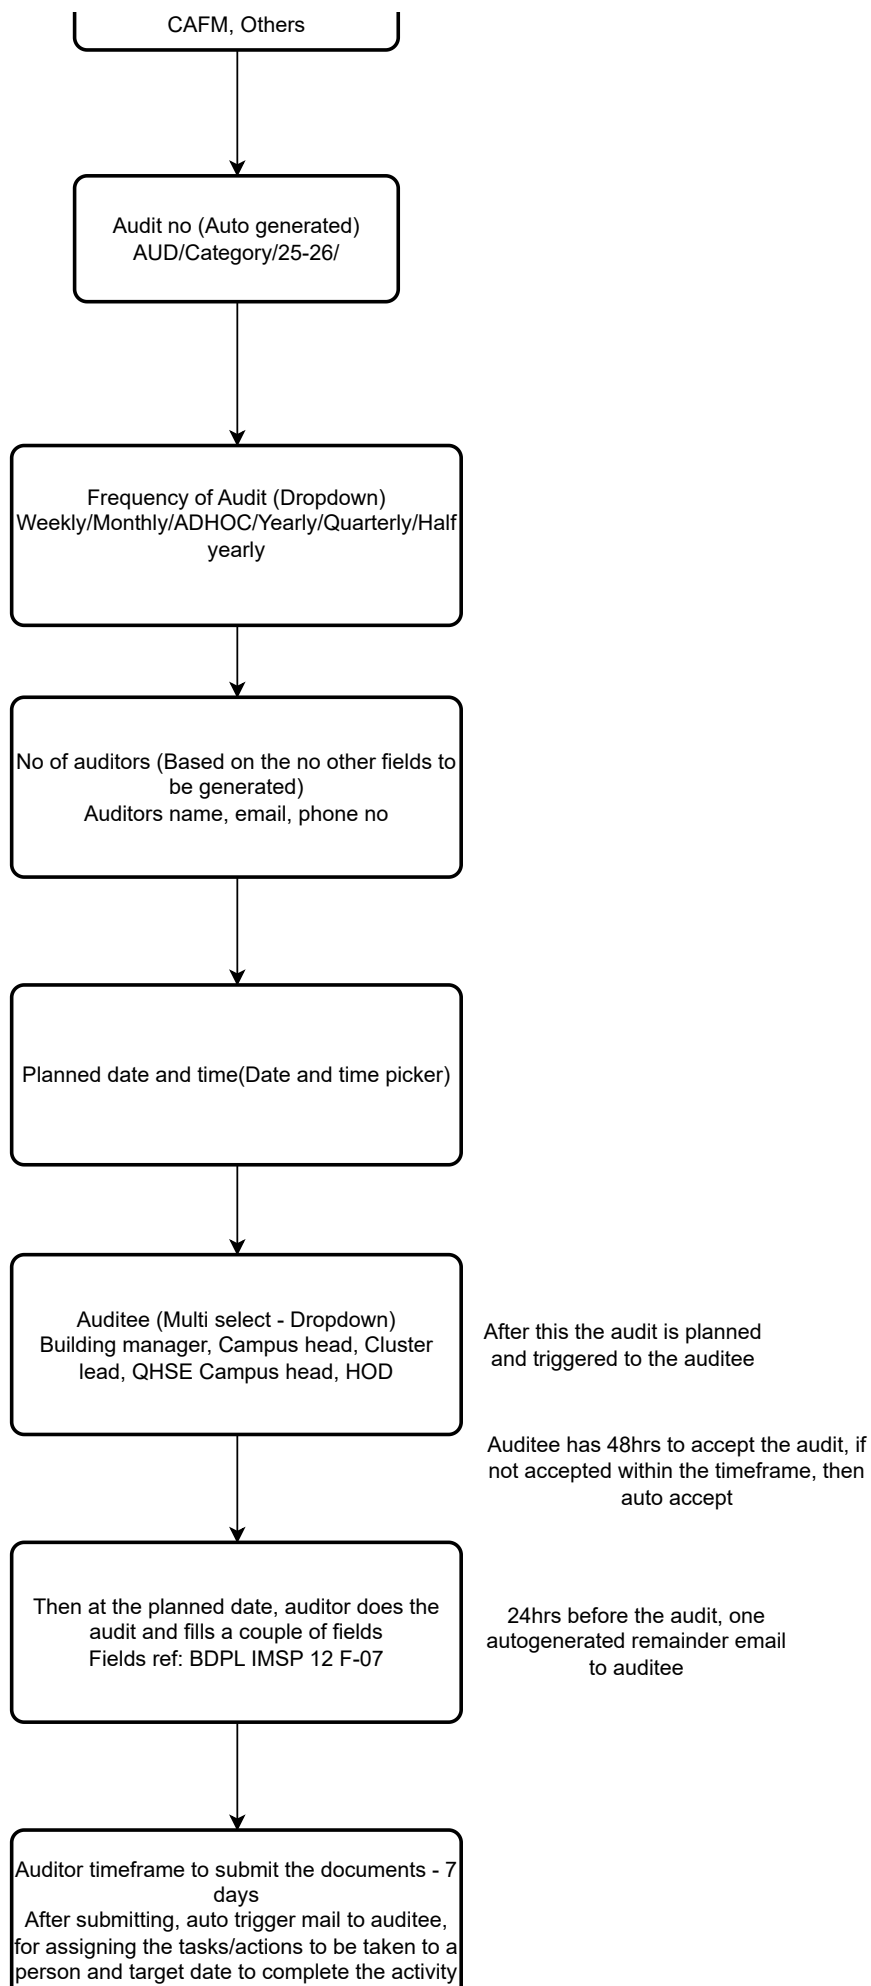 CAFM, Others
Audit no (Auto generated)
AUD/Category/25-26/
Frequency of Audit (Dropdown)
Weekly/Monthly/ADHOC/Yearly/Quarterly/Half
yearly
No of auditors (Based on the no other fields to
be generated)
Auditors name, email, phone no
Planned date and time(Date and time picker)
Auditee (Multi select - Dropdown)
Building manager, Campus head, Cluster
lead, QHSE Campus head, HOD
After this the audit is planned
and triggered to the auditee
Auditee has 48hrs to accept the audit, if
not accepted within the timeframe, then
auto accept
Then at the planned date, auditor does the
audit and fills a couple of fields
Fields ref: BDPL IMSP 12 F-07
24hrs before the audit, one
autogenerated remainder email
to auditee
Auditor timeframe to submit the documents - 7
days
After submitting, auto trigger mail to auditee,
for assigning the tasks/actions to be taken to a
person and target date to complete the activity